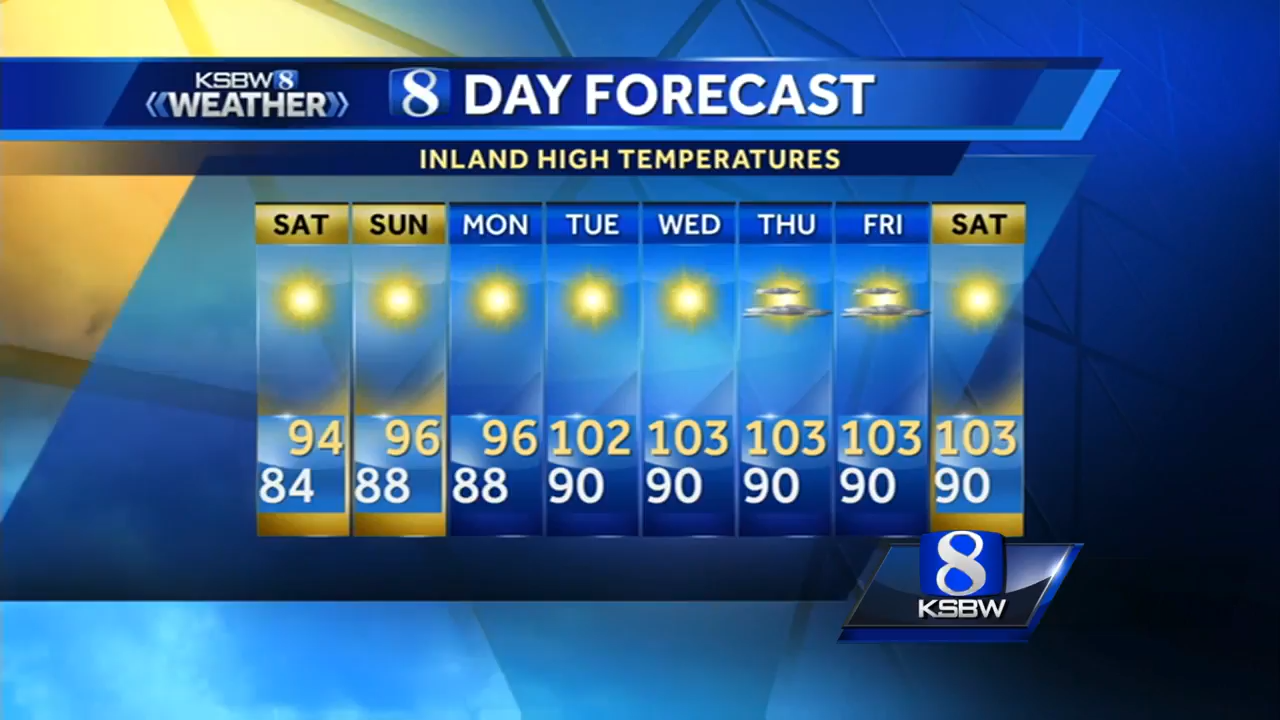 KSBW 8
WEATHER
8 DAY FORECAST
INLAND HIGH TEMPERATURES
SAT SUN MON TUE WED THU FRI SAT
94 96 96 102 103 103 103 103
84 88 88 90 90 90 90 90
8
KSBW